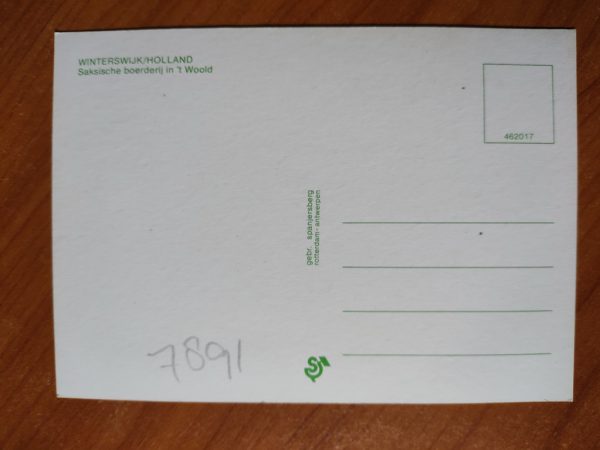 WINTERSWIJK/HOLLAND
Saksische boerderij in 't Woold
462017
gebr. spanjersberg
rotterdam-antwerpen
7891